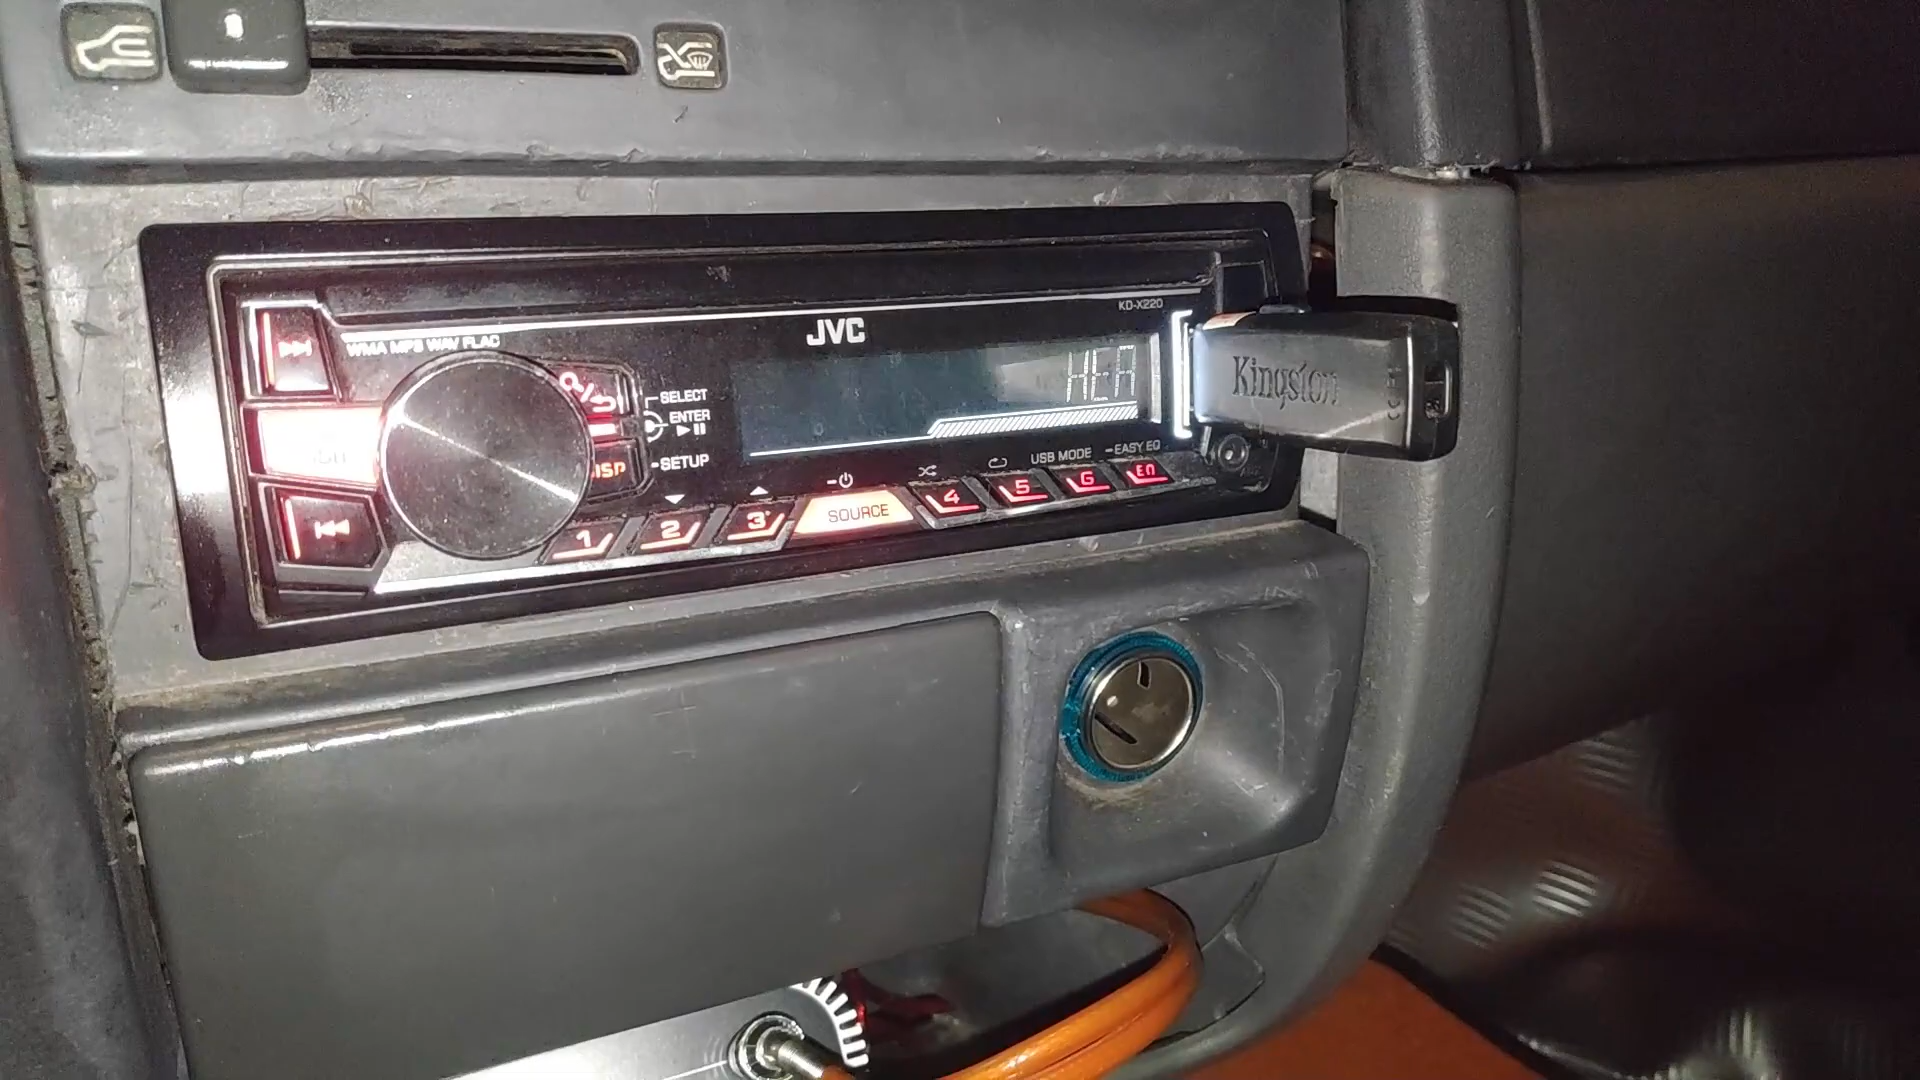 KD-X220
JVC
WMA MP3 WAV FLAC
HEA
Kingston
SELECT
ENTER
DISP
SETUP
USB MODE
EASY EQ
1
2
3
SOURCE
4
5
6